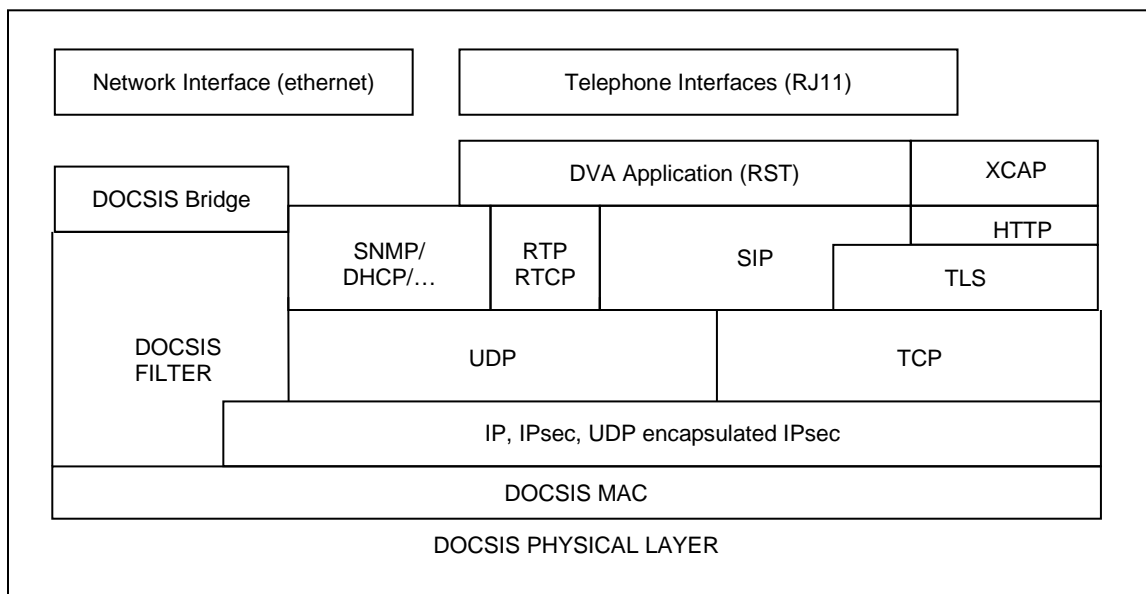 Network Interface (ethernet)
Telephone Interfaces (RJ11)
DVA Application (RST)
XCAP
DOCSIS Bridge
SNMP/
DHCP/…
RTP
RTCP
SIP
HTTP
TLS
DOCSIS
FILTER
UDP
TCP
IP, IPsec, UDP encapsulated IPsec
DOCSIS MAC
DOCSIS PHYSICAL LAYER